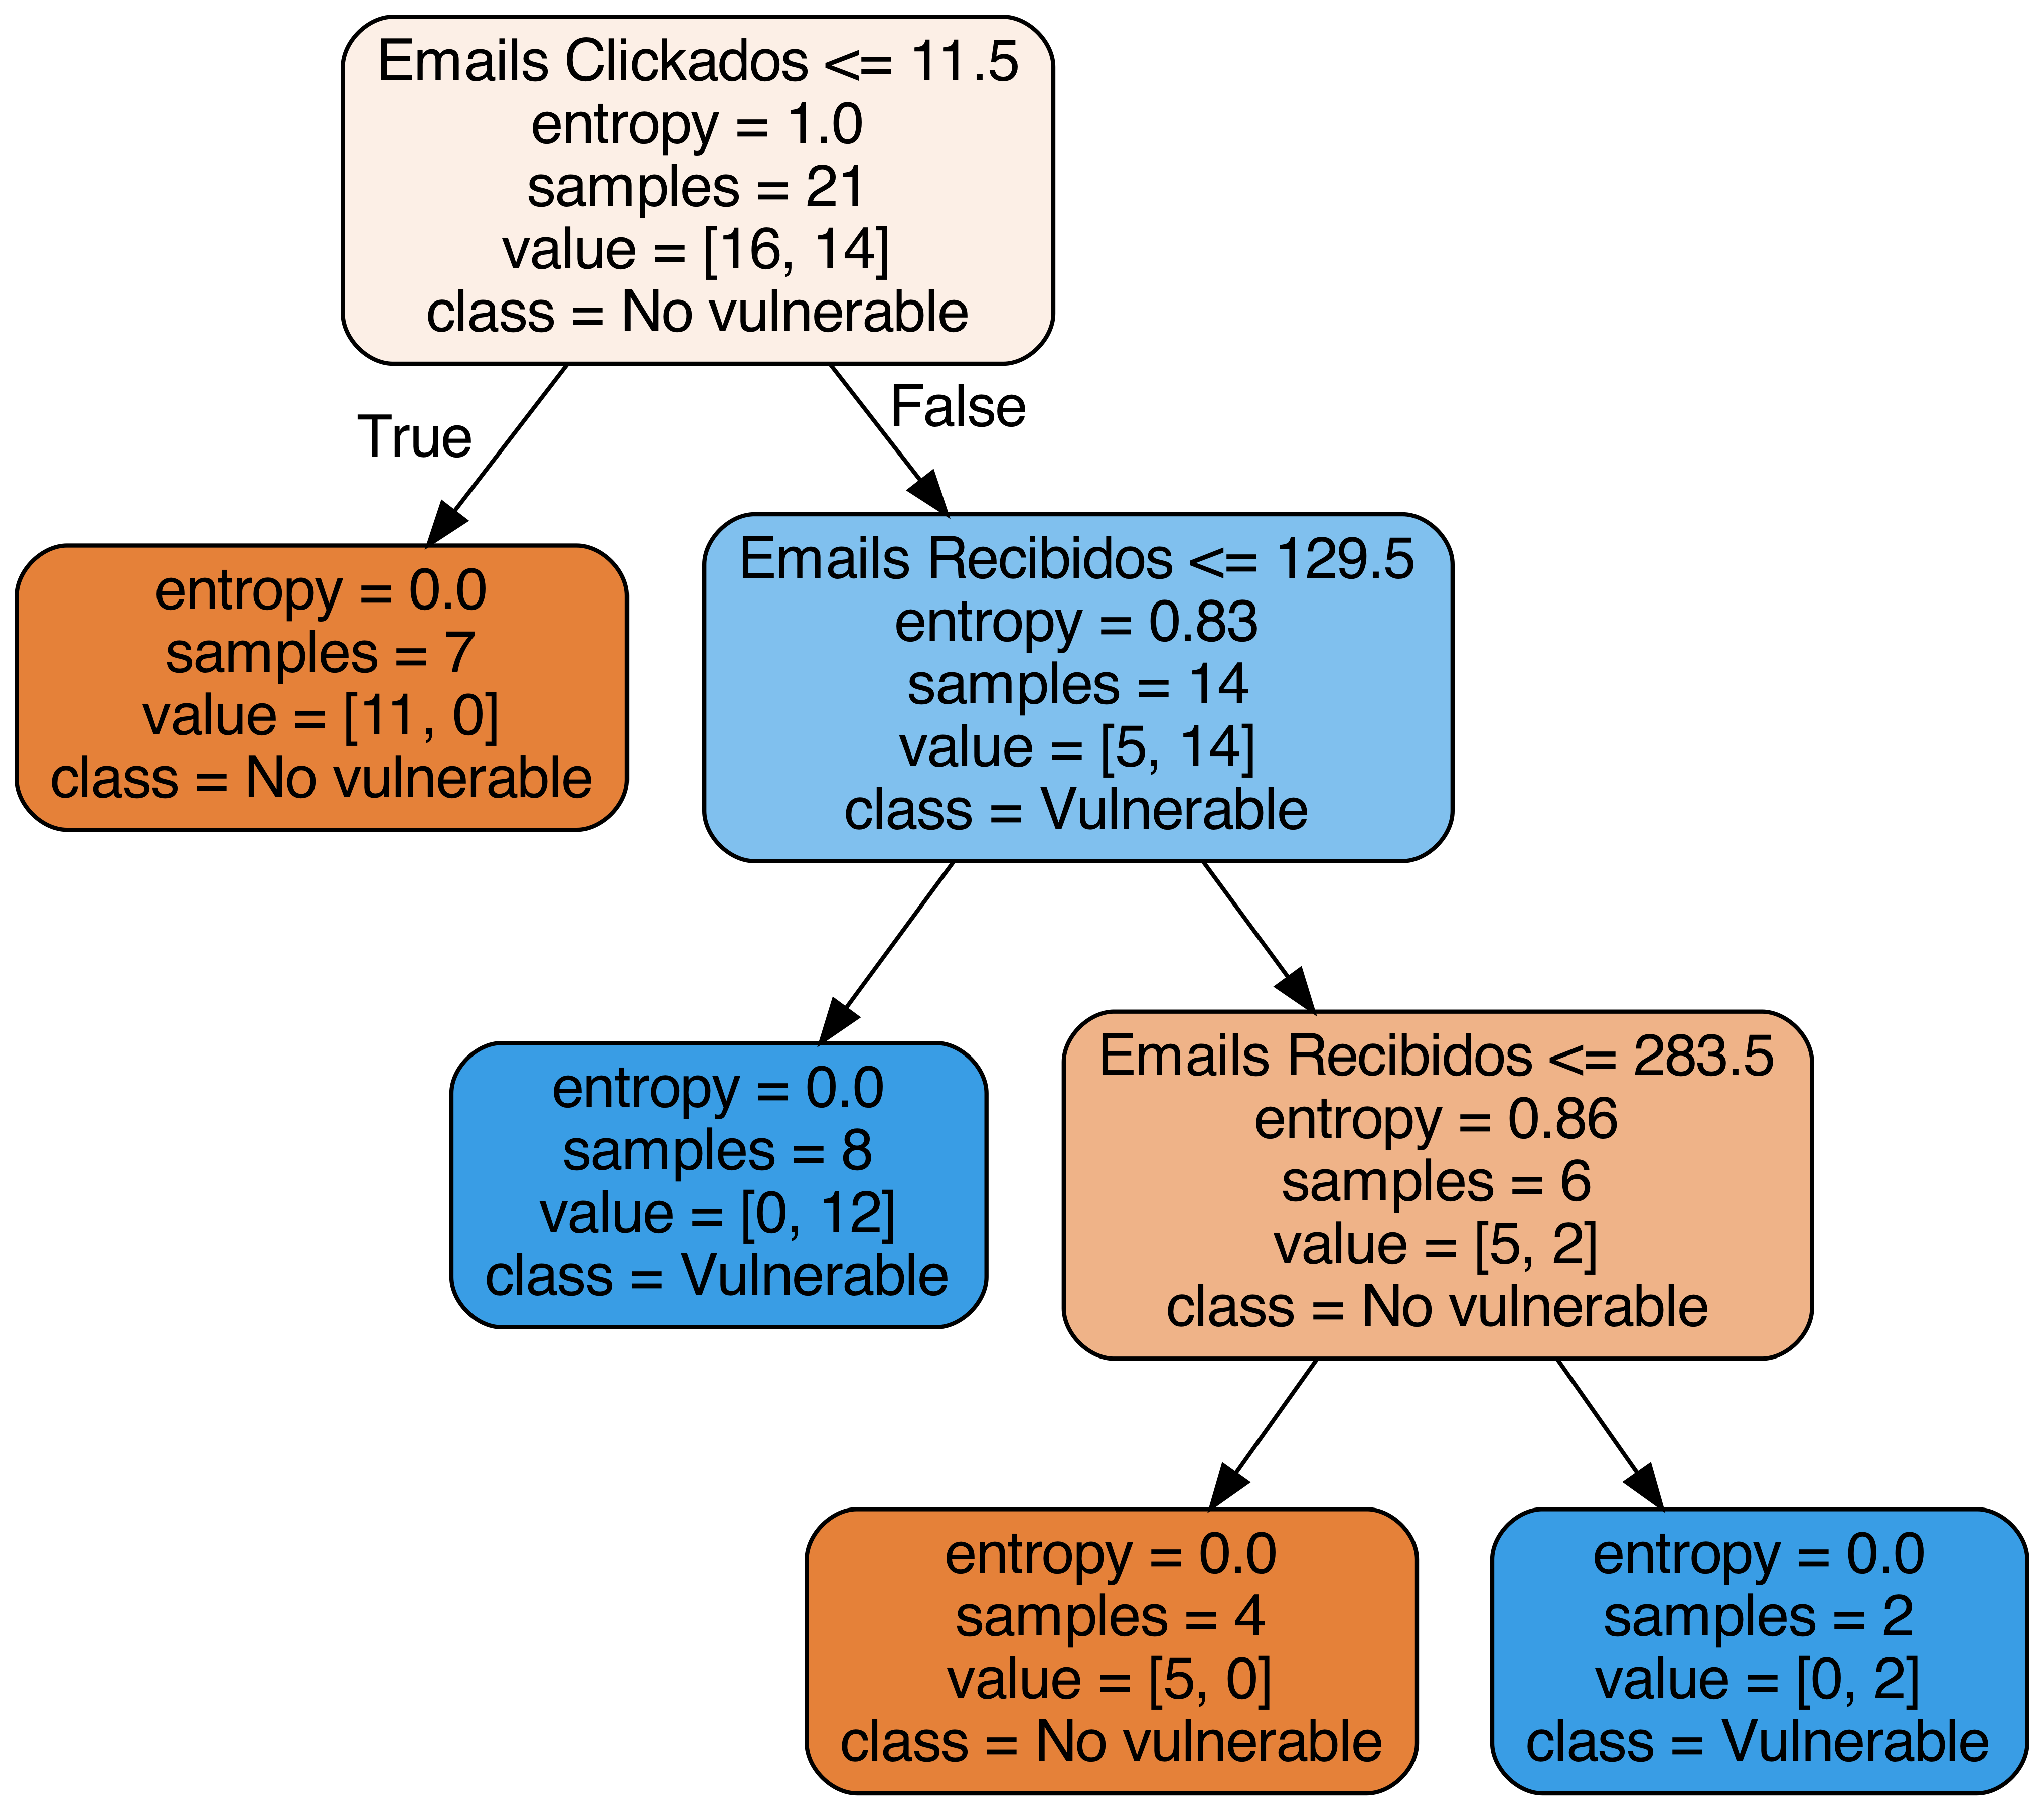 Emails Clickados <= 11.5
entropy = 1.0
samples = 21
value = [16, 14]
class = No vulnerable
True
False
entropy = 0.0
samples = 7
value = [11, 0]
class = No vulnerable
Emails Recibidos <= 129.5
entropy = 0.83
samples = 14
value = [5, 14]
class = Vulnerable
entropy = 0.0
samples = 8
value = [0, 12]
class = Vulnerable
Emails Recibidos <= 283.5
entropy = 0.86
samples = 6
value = [5, 2]
class = No vulnerable
entropy = 0.0
samples = 4
value = [5, 0]
class = No vulnerable
entropy = 0.0
samples = 2
value = [0, 2]
class = Vulnerable